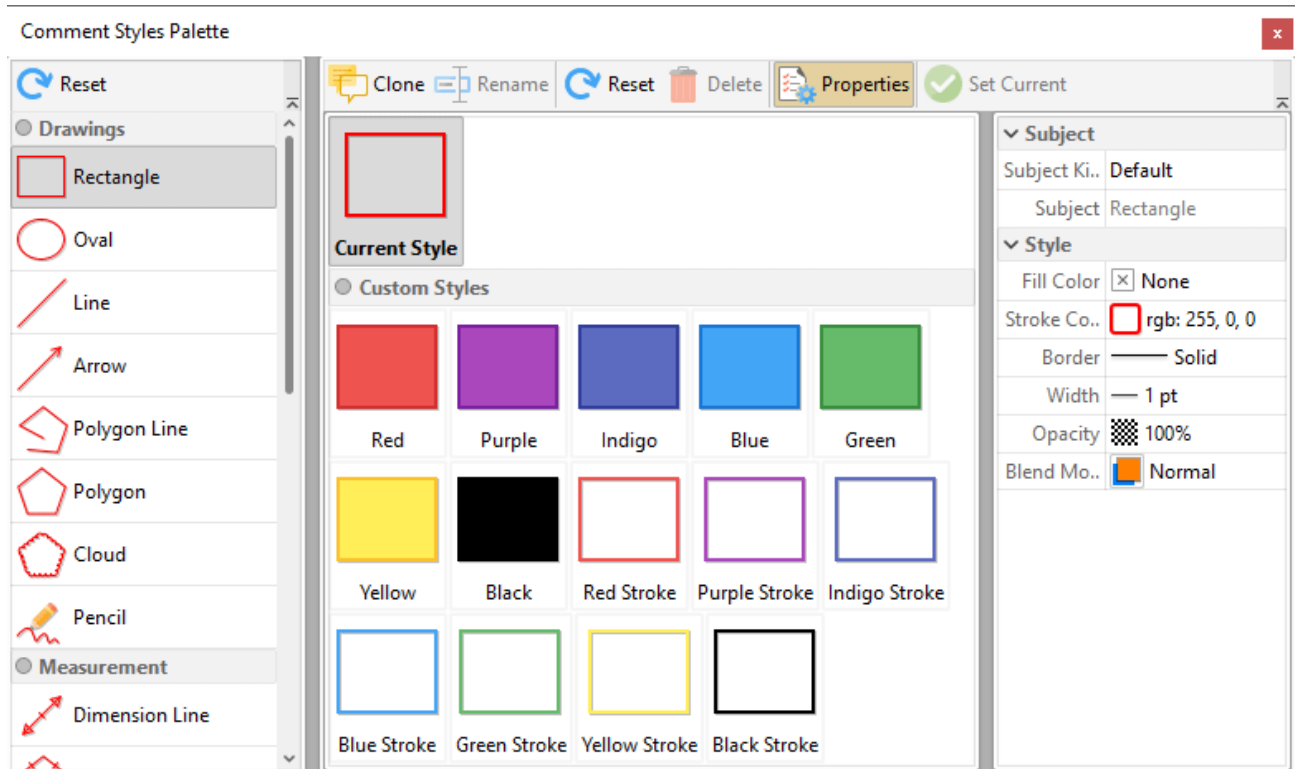 Comment Styles Palette
x
Reset
Clone Rename Reset Delete Properties Set Current
Drawings
Rectangle
Oval
Line
Arrow
Polygon Line
Polygon
Cloud
Pencil
Measurement
Dimension Line
Current Style
Custom Styles
Red Purple Indigo Blue Green
Yellow Black Red Stroke Purple Stroke Indigo Stroke
Blue Stroke Green Stroke Yellow Stroke Black Stroke
Subject
Subject Ki.. Default
Subject Rectangle
Style
Fill Color None
Stroke Co.. rgb: 255, 0, 0
Border Solid
Width 1 pt
Opacity 100%
Blend Mo.. Normal